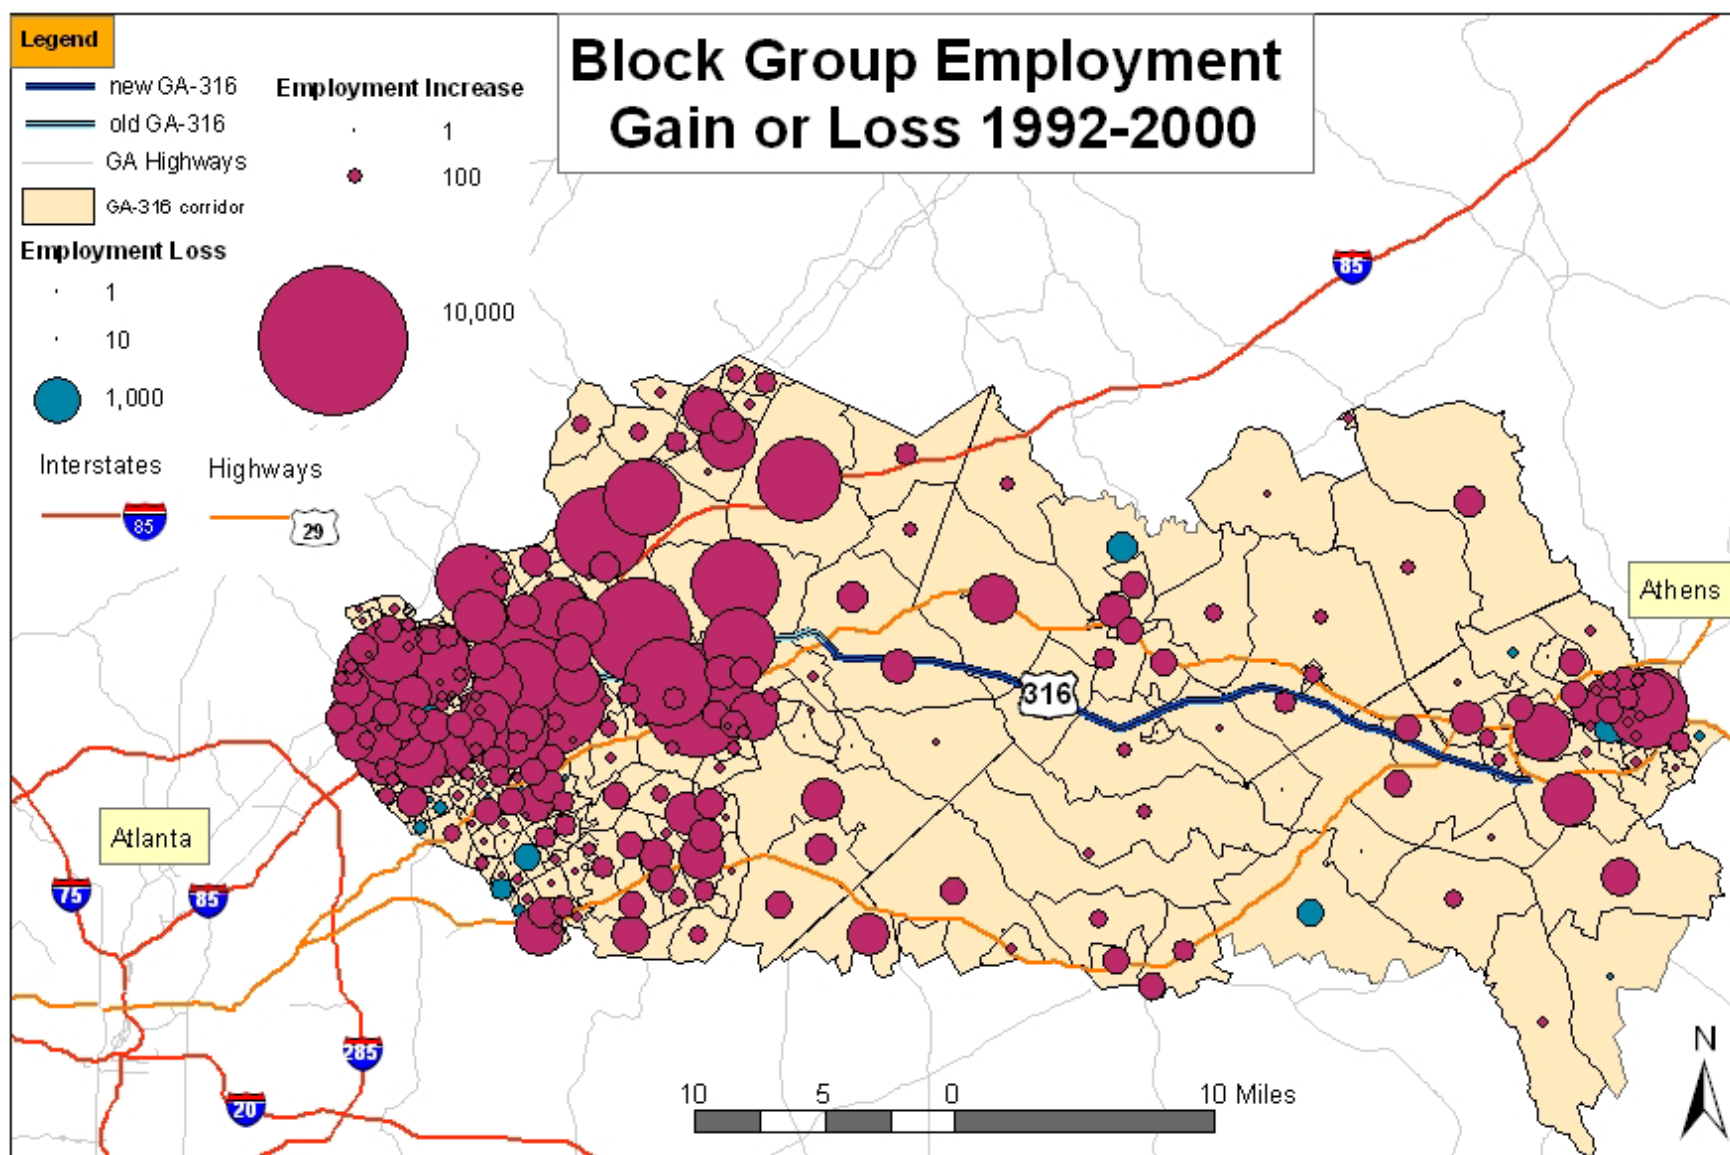 Block Group Employment
Gain or Loss 1992-2000
Legend
new GA-316
old GA-316
GA Highways
GA-316 corridor
Employment Increase
1
100
10,000
Employment Loss
1
10
1,000
Interstates
85
Highways
29
85
316
Athens
Atlanta
75
85
285
20
N
10 5 0 10 Miles